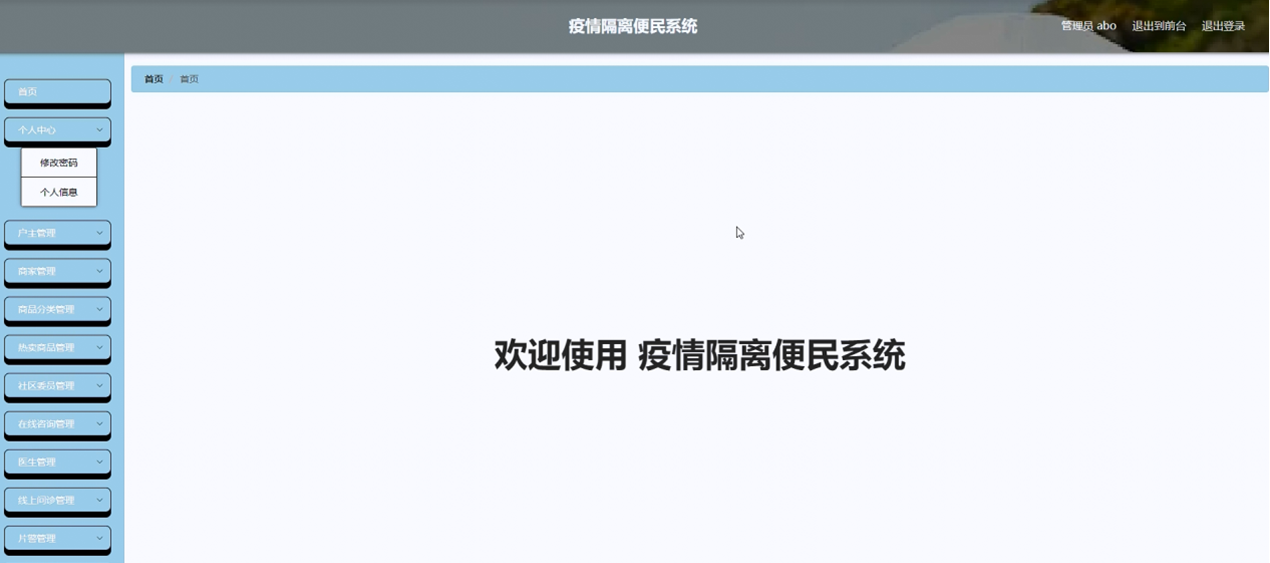 疫情隔离便民系统
管理员 abo 退出到前台 退出登录
首页 / 首页
首页
个人中心
修改密码
个人信息
户主管理
商家管理
商品分类管理
热卖商品管理
社区委员管理
在线咨询管理
医生管理
线上问诊管理
片警管理
欢迎使用 疫情隔离便民系统